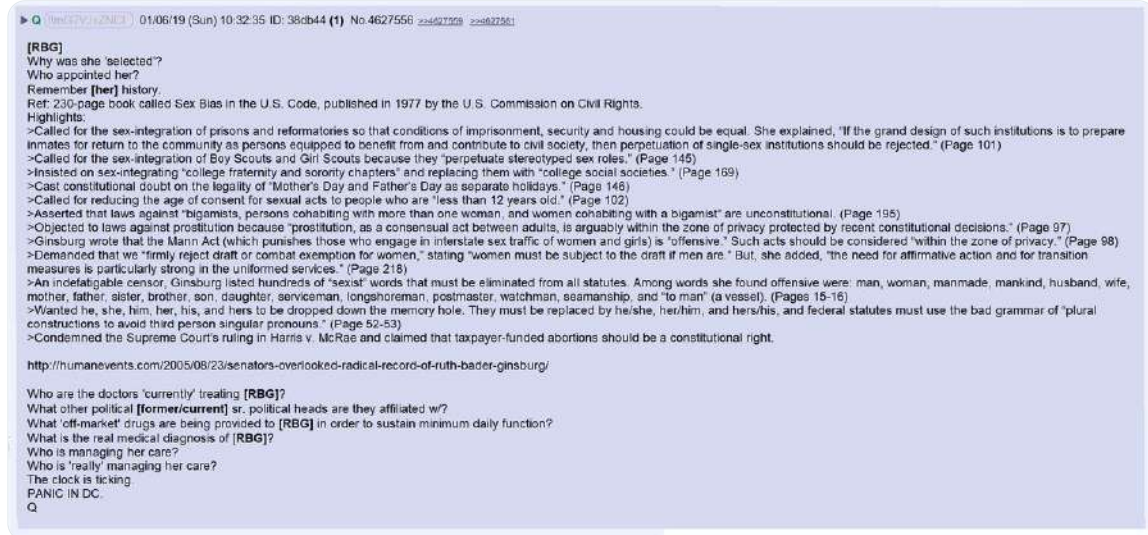 Q 01/06/19 (Sun) 10:32:35 ID: 38db44 (1) No.4627556 >>4627559 >>4627561
[RBG]
Why was she 'selected'?
Who appointed her?
Remember [her] history.
Ref: 230-page book called Sex Bias in the U.S. Code, published in 1977 by the U.S. Commission on Civil Rights.
Highlights:
>Called for the sex-integration of prisons and reformatories so that conditions of imprisonment, security and housing could be equal. She explained, "If the grand design of such institutions is to prepare
inmates for return to the community as persons equipped to benefit from and contribute to civil society, then perpetuation of single-sex institutions should be rejected." (Page 101)
>Called for the sex-integration of Boy Scouts and Girl Scouts because they "perpetuate stereotyped sex roles." (Page 145)
>Insisted on sex-integrating "college fraternity and sorority chapters" and replacing them with "college social societies." (Page 169)
>Cast constitutional doubt on the legality of "Mother's Day and Father's Day as separate holidays." (Page 146)
>Called for reducing the age of consent for sexual acts to people who are "less than 12 years old." (Page 102)
>Asserted that laws against "bigamists, persons cohabiting with more than one woman, and women cohabiting with a bigamist" are unconstitutional. (Page 195)
>Objected to laws against prostitution because "prostitution, as a consensual act between adults, is arguably within the zone of privacy protected by recent constitutional decisions." (Page 97)
>Ginsburg wrote that the Mann Act (which punishes those who engage in interstate sex traffic of women and girls) is "offensive." Such acts should be considered "within the zone of privacy." (Page 98)
>Demanded that we "firmly reject draft or combat exemption for women," stating "women must be subject to the draft if men are." But, she added, "the need for affirmative action and for transition
measures is particularly strong in the uniformed services." (Page 218)
>An indefatigable censor, Ginsburg listed hundreds of "sexist" words that must be eliminated from all statutes. Among words she found offensive were: man, woman, manmade, mankind, husband, wife,
mother, father, sister, brother, son, daughter, serviceman, longshoreman, postmaster, watchman, seamanship, and "to man" (a vessel). (Pages 15-16)
>Wanted he, she, him, her, his, and hers to be dropped down the memory hole. They must be replaced by he/she, her/him, and hers/his, and federal statutes must use the bad grammar of "plural
constructions to avoid third person singular pronouns." (Page 52-53)
>Condemned the Supreme Court's ruling in Harris v. McRae and claimed that taxpayer-funded abortions should be a constitutional right.
http://humanevents.com/2005/08/23/senators-overlooked-radical-record-of-ruth-bader-ginsburg/
Who are the doctors 'currently' treating [RBG]?
What other political [former/current] sr. political heads are they affiliated w/?
What 'off-market' drugs are being provided to [RBG] in order to sustain minimum daily function?
What is the real medical diagnosis of [RBG]?
Who is managing her care?
Who is 'really' managing her care?
The clock is ticking.
PANIC IN DC.
Q